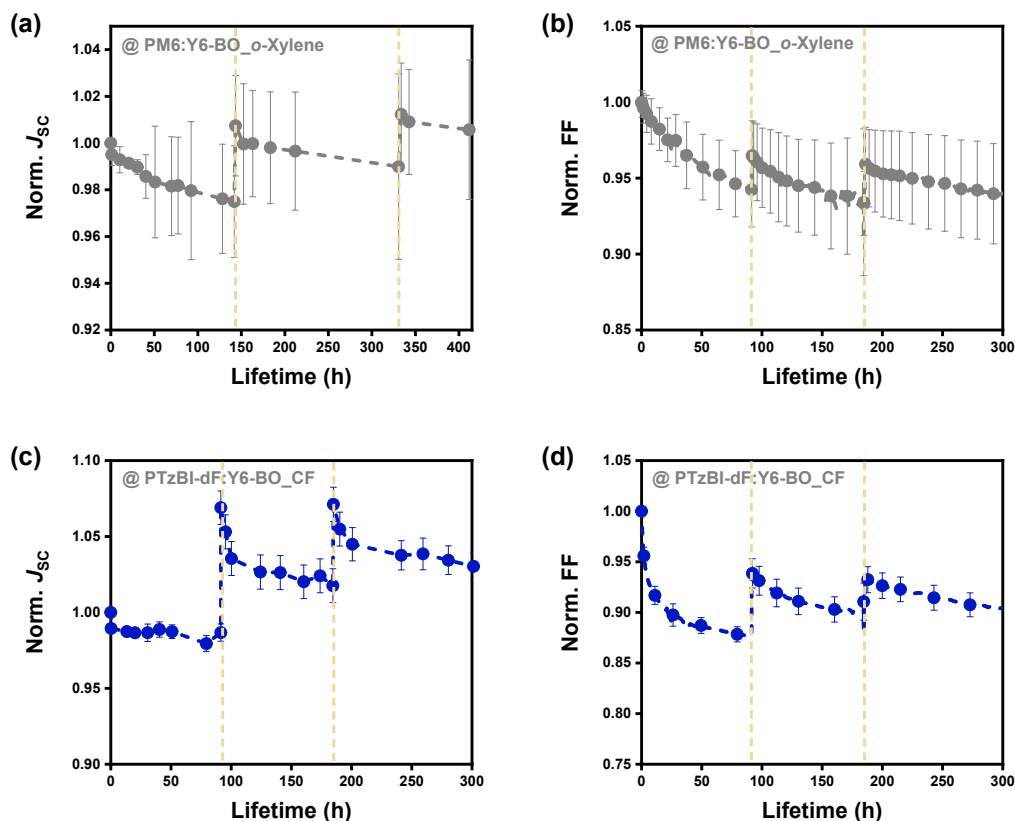 (a)
@ PM6:Y6-BO_o-Xylene
Norm. JSC
1.04
1.02
1.00
0.98
0.96
0.94
0.92
0 50 100 150 200 250 300 350 400
Lifetime (h)
(b)
@ PM6:Y6-BO_o-Xylene
Norm. FF
1.05
1.00
0.95
0.90
0.85
0 50 100 150 200 250 300
Lifetime (h)
(c)
@ PTzBI-dF:Y6-BO_CF
Norm. JSC
1.10
1.05
1.00
0.95
0.90
0 50 100 150 200 250 300
Lifetime (h)
(d)
@ PTzBI-dF:Y6-BO_CF
Norm. FF
1.00
0.95
0.90
0.85
0.80
0.75
0 50 100 150 200 250 300
Lifetime (h)